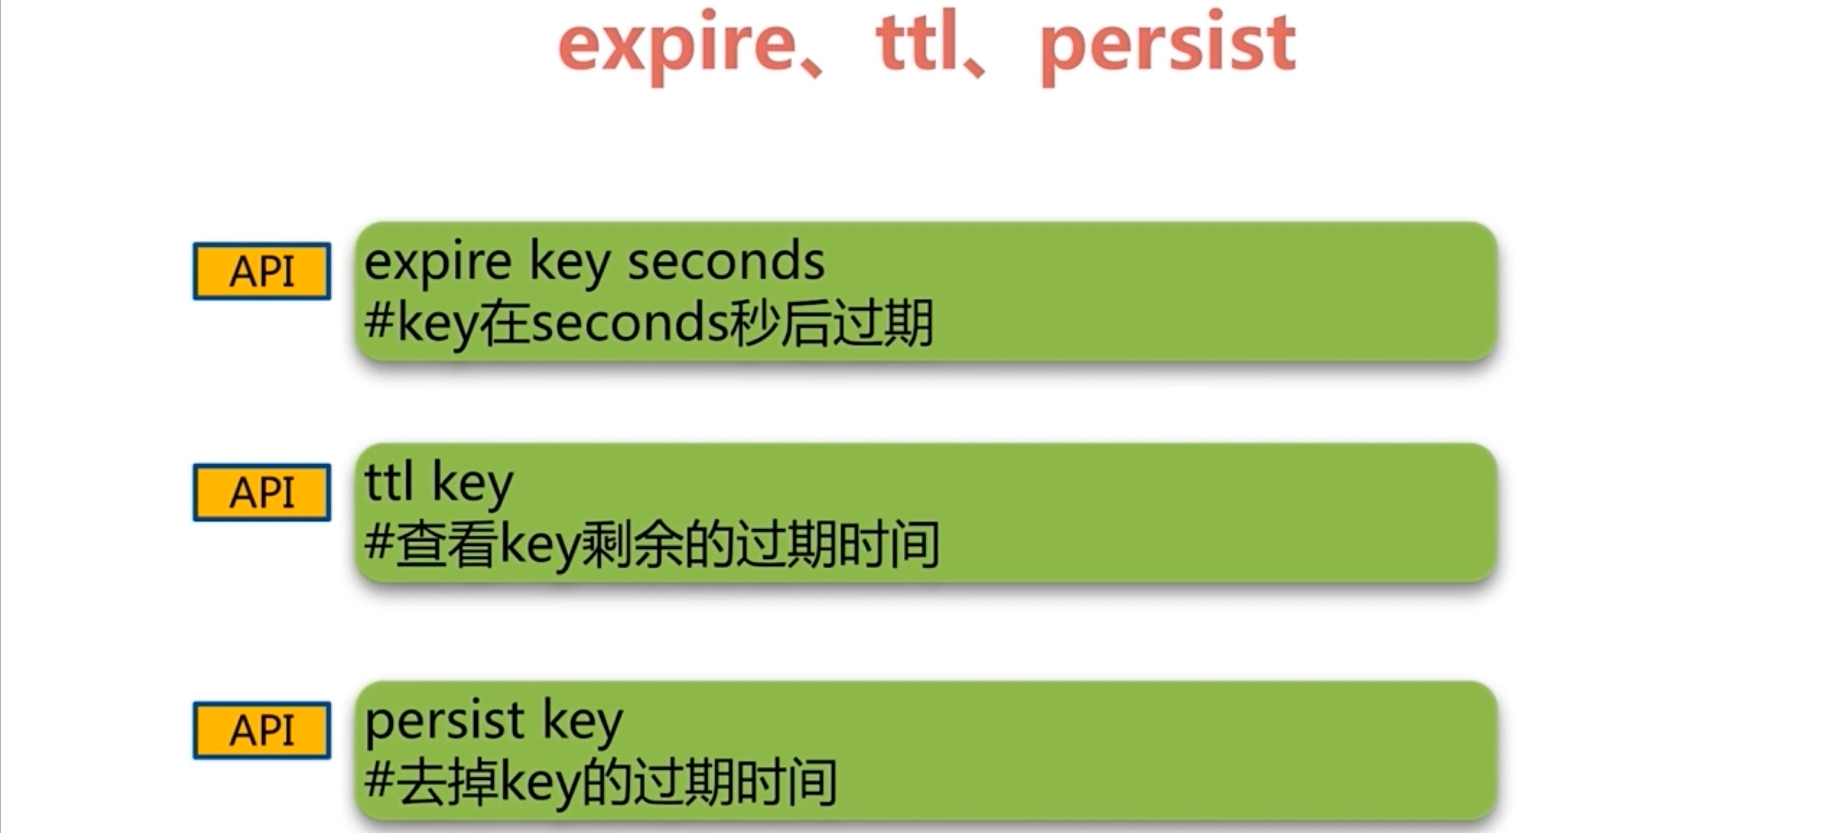 expire、ttl、persist
API
expire key seconds
#key在seconds秒后过期
API
ttl key
#查看key剩余的过期时间
API
persist key
#去掉key的过期时间